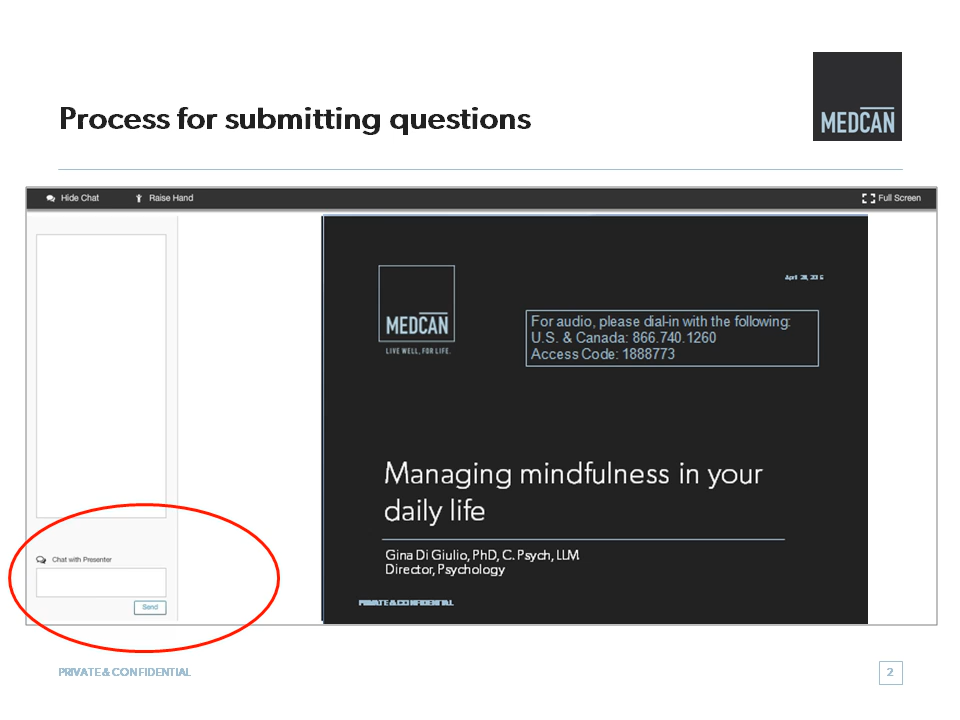 Process for submitting questions
MEDCAN
Hide Chat
Raise Hand
Full Screen
MEDCAN
LIVE WELL, FOR LIFE.
For audio, please dial-in with the following:
U.S. & Canada: 866.740.1260
Access Code: 1888773
Managing mindfulness in your
daily life
Gina Di Giulio, PhD, C. Psych, LLM
Director, Psychology
PRIVATE & CONFIDENTIAL
Chat with Presenter
Send
PRIVATE & CONFIDENTIAL
2